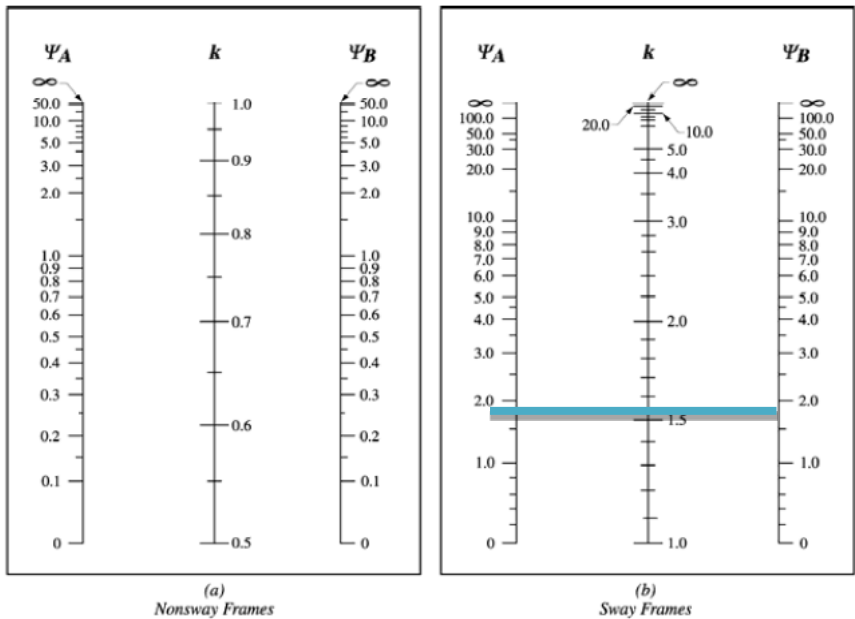 Ψ_A k Ψ_B
∞ ∞
50.0 1.0 50.0
10.0 10.0
5.0 0.9 5.0
3.0 3.0
2.0 2.0
0.8
1.0 1.0
0.9 0.9
0.8 0.8
0.7 0.7
0.6 0.7 0.6
0.5 0.5
0.4 0.4
0.3 0.3
0.6
0.2 0.2
0.1 0.1
0 0.5 0
(a)
Nonsway Frames
Ψ_A k Ψ_B
∞
∞ ∞
100.0 20.0 100.0
50.0 10.0 50.0
30.0 5.0 30.0
20.0 4.0 20.0
10.0 3.0 10.0
9.0 9.0
8.0 8.0
7.0 7.0
6.0 6.0
5.0 5.0
4.0 2.0 4.0
3.0 3.0
2.0 2.0
1.5
1.0 1.0
0 1.0 0
(b)
Sway Frames